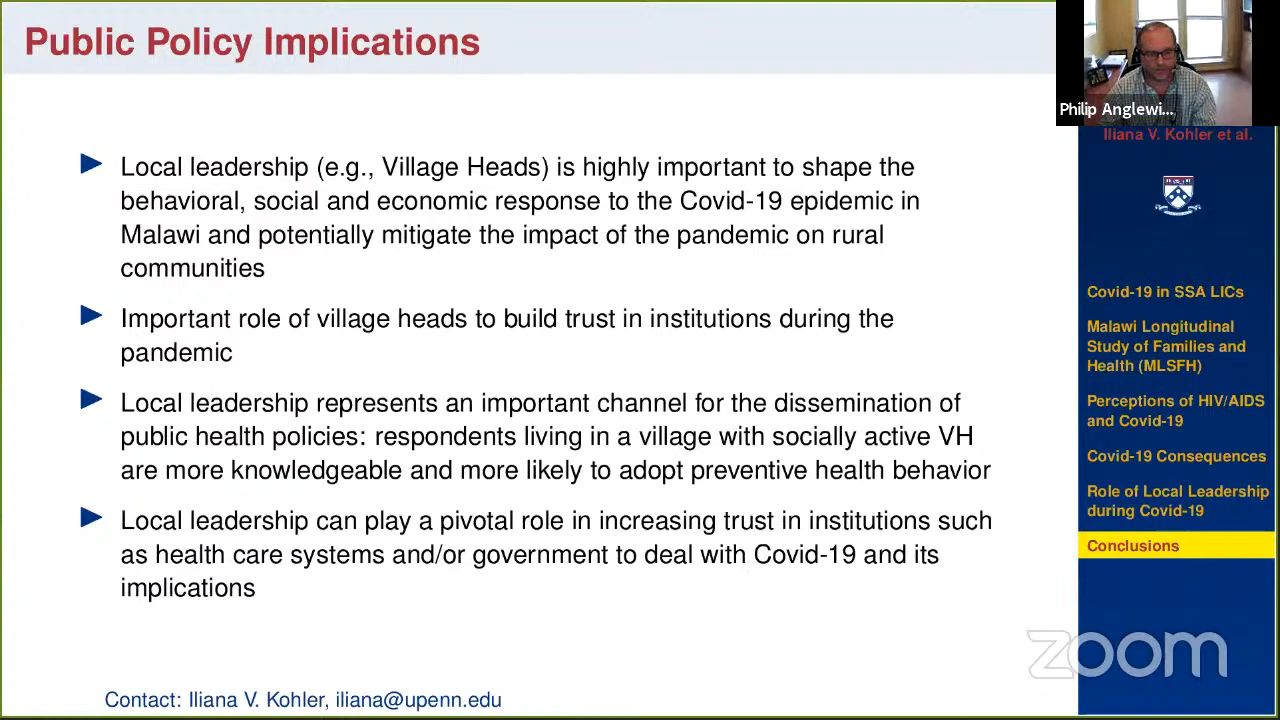 Public Policy Implications
Local leadership (e.g., Village Heads) is highly important to shape the
behavioral, social and economic response to the Covid-19 epidemic in
Malawi and potentially mitigate the impact of the pandemic on rural
communities
Important role of village heads to build trust in institutions during the
pandemic
Local leadership represents an important channel for the dissemination of
public health policies: respondents living in a village with socially active VH
are more knowledgeable and more likely to adopt preventive health behavior
Local leadership can play a pivotal role in increasing trust in institutions such
as health care systems and/or government to deal with Covid-19 and its
implications
Contact: Iliana V. Kohler, iliana@upenn.edu
Philip Anglewi...
Iliana V. Kohler et al.
Covid-19 in SSA LICs
Malawi Longitudinal
Study of Families and
Health (MLSFH)
Perceptions of HIV/AIDS
and Covid-19
Covid-19 Consequences
Role of Local Leadership
during Covid-19
Conclusions
zoom